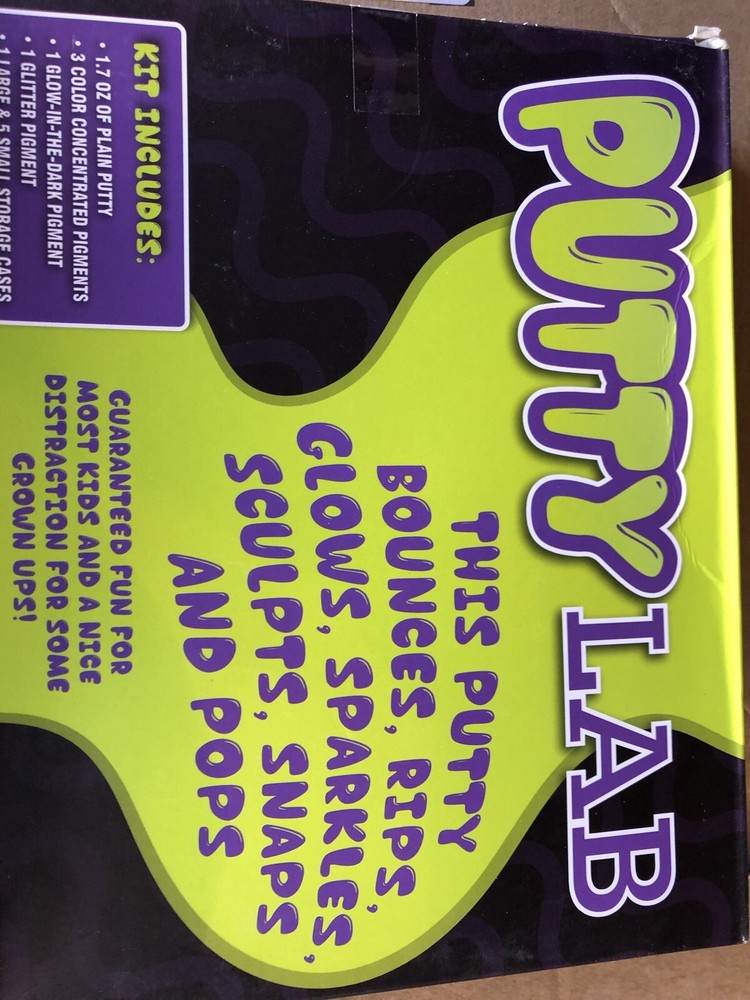 PUTTY LAB
THIS PUTTY
BOUNCES, RIPS,
GLOWS, SPARKLES,
SCULPTS, SNAPS
AND POPS
KIT INCLUDES:
• 1.7 OZ OF PLAIN PUTTY
• 3 COLOR CONCENTRATED PIGMENTS
• 1 GLOW-IN-THE-DARK PIGMENT
• 1 GLITTER PIGMENT
• 1 LARGE & 5 SMALL STORAGE CASES
GUARANTEED FUN FOR
MOST KIDS AND A NICE
DISTRACTION FOR SOME
GROWN UPS!